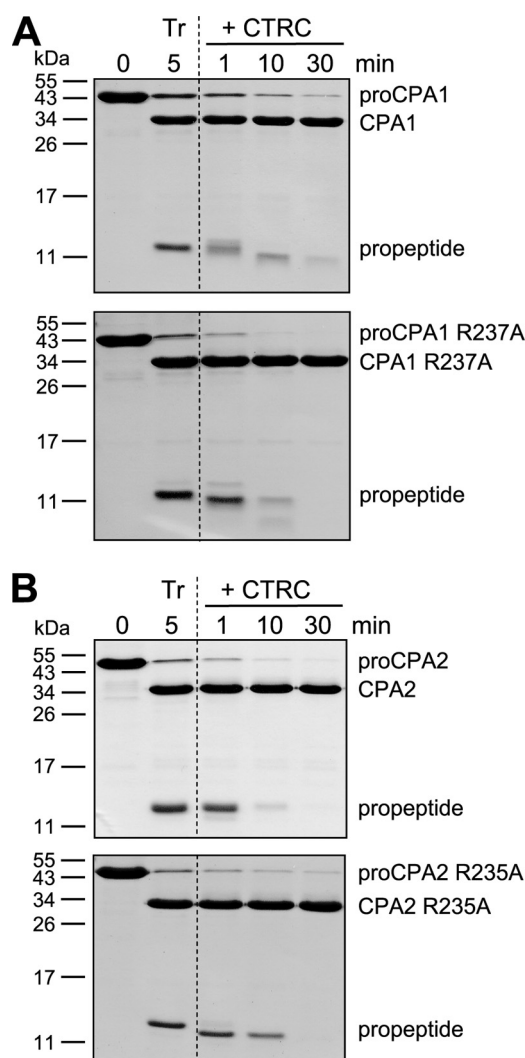 A
Tr + CTRC
kDa 0 5 1 10 30 min
55
43 proCPA1
34 CPA1
26
17
11 propeptide
55
43 proCPA1 R237A
34 CPA1 R237A
26
17
11 propeptide
B
Tr + CTRC
kDa 0 5 1 10 30 min
55 proCPA2
43
34 CPA2
26
17
propeptide
11
55
43 proCPA2 R235A
34 CPA2 R235A
26
17
propeptide
11